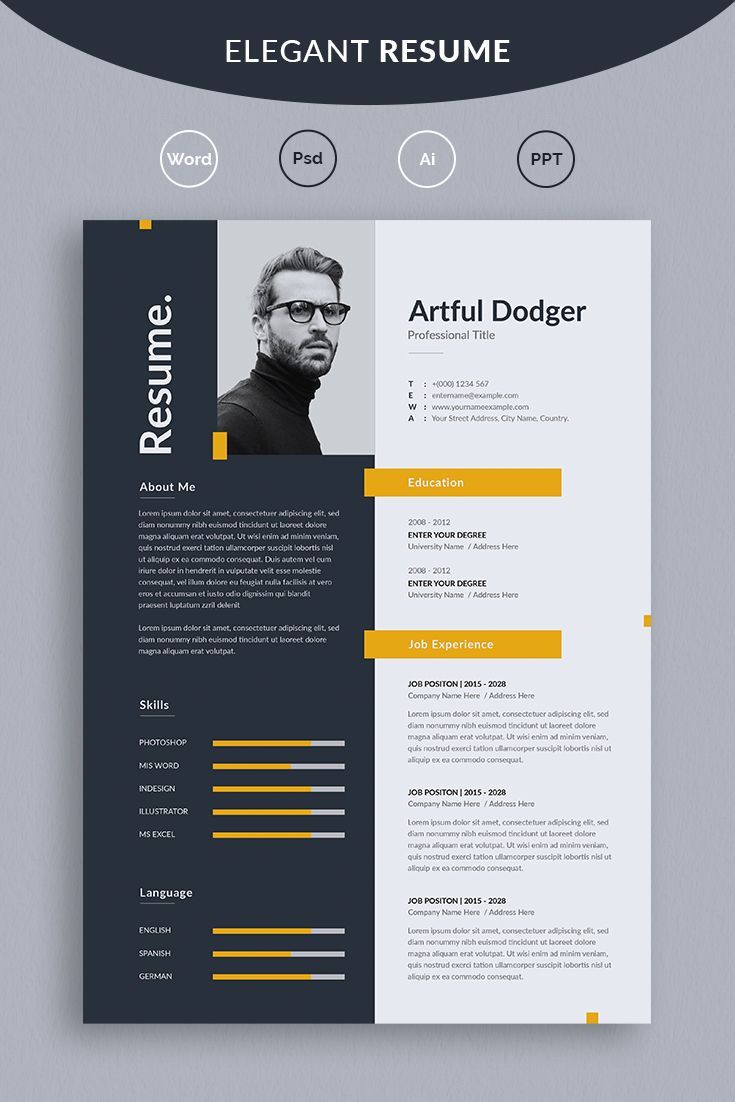 ELEGANT RESUME
Word
Psd
Ai
PPT
Resume.
Artful Dodger
Professional Title
T : +(000) 1234 567
E : entername@example.com
W : www.yournameexample.com
A : Your Street Address, City Name, Country.
About Me
Lorem ipsum dolor sit amet, consectetuer adipiscing elit, sed
diam nonummy nibh euismod tincidunt ut laoreet dolore
magna aliquam erat volutpat. Ut wisi enim ad minim veniam,
quis nostrud exerci tation ullamcorper suscipit lobortis nisl
ut aliquip ex ea commodo consequat. Duis autem vel eum
iriure dolor in hendrerit in vulputate velit esse molestie
consequat, vel illum dolore eu feugiat nulla facilisis at vero
eros et accumsan et iusto odio dignissim qui blandit
praesent luptatum zzril delenit
Lorem ipsum dolor sit amet, consectetuer adipiscing elit, sed
diam nonummy nibh euismod tincidunt ut laoreet dolore
magna aliquam erat volutpat.
Skills
PHOTOSHOP
MIS WORD
INDESIGN
ILLUSTRATOR
MS EXCEL
Language
ENGLISH
SPANISH
GERMAN
Education
2008 - 2012
ENTER YOUR DEGREE
University Name / Address Here
2008 - 2012
ENTER YOUR DEGREE
University Name / Address Here
Job Experience
JOB POSITON | 2015 - 2028
Company Name Here / Address Here
Lorem ipsum dolor sit amet, consectetuer adipiscing
elit, sed diam nonummy nibh euismod tincidunt ut laoreet
magna aliquam erat volutpat. Ut wisi enim ad minim,
quis nostrud exerci tation ullamcorper lobortis nisl ut
aliquip ex ea commodo consequat.
JOB POSITON | 2015 - 2028
Company Name Here / Address Here
Lorem ipsum dolor sit amet, consectetuer adipiscing
elit, sed diam nonummy nibh euismod tincidunt ut laoreet
magna aliquam erat volutpat. Ut wisi enim ad minim,
quis nostrud exerci tation ullamcorper lobortis nisl ut
aliquip ex ea commodo consequat.
JOB POSITON | 2015 - 2028
Company Name Here / Address Here
Lorem ipsum dolor sit amet, consectetuer adipiscing
elit, sed diam nonummy nibh euismod tincidunt ut laoreet
magna aliquam erat volutpat. Ut wisi enim ad minim,
quis nostrud exerci tation ullamcorper lobortis nisl ut
aliquip ex ea commodo consequat.